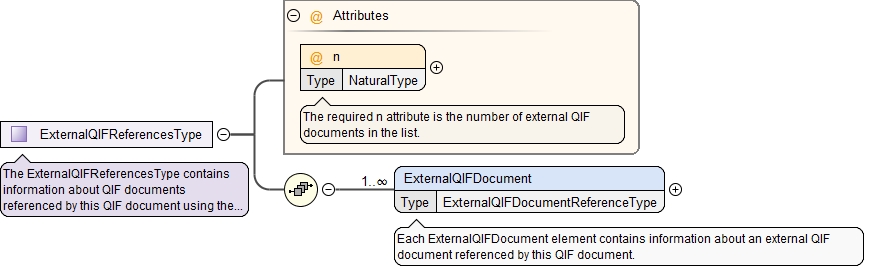 @ Attributes
@ n
Type NaturalType
The required n attribute is the number of external QIF
documents in the list.
ExternalQIFReferencesType
The ExternalQIFReferencesType contains
information about QIF documents
referenced by this QIF document using the...
1..∞
ExternalQIFDocument
Type ExternalQIFDocumentReferenceType
Each ExternalQIFDocument element contains information about an external QIF
document referenced by this QIF document.